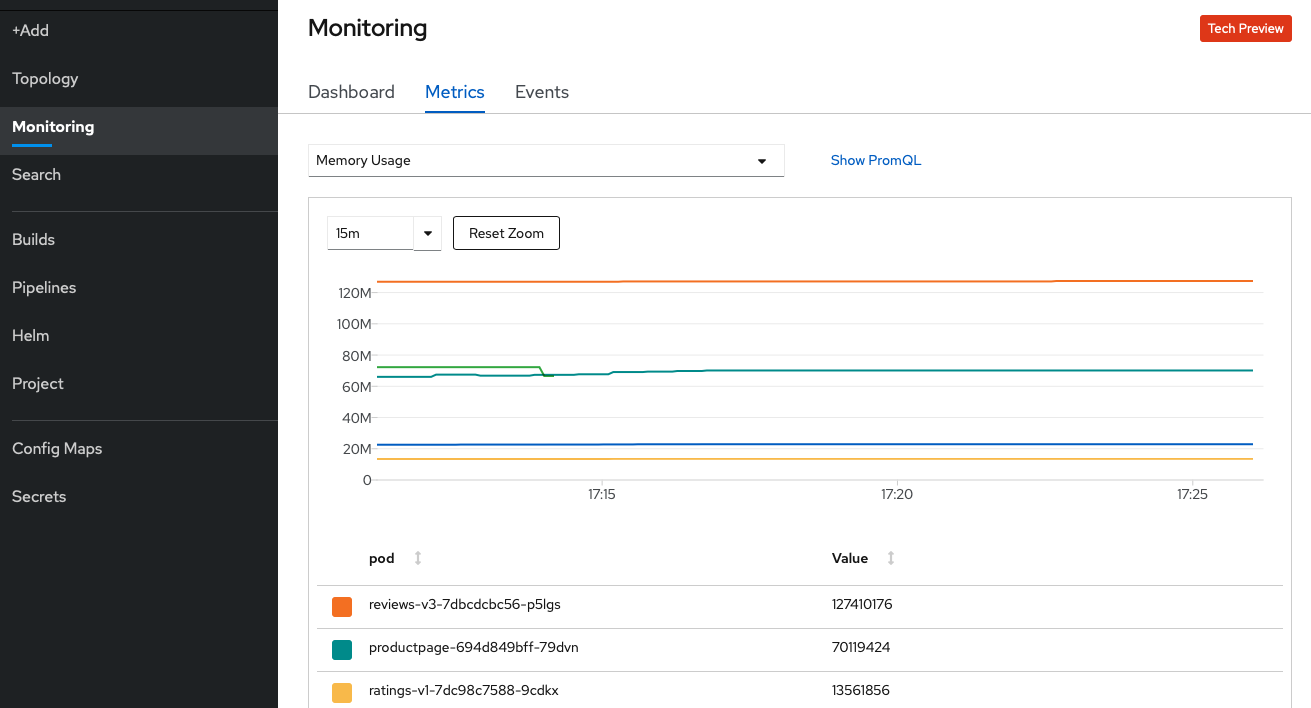 +Add
Topology
Monitoring
Search
Builds
Pipelines
Helm
Project
Config Maps
Secrets
Monitoring
Tech Preview
Dashboard Metrics Events
Memory Usage
Show PromQL
15m
Reset Zoom
120M
100M
80M
60M
40M
20M
0
17:15 17:20 17:25
pod Value
reviews-v3-7dbcdcbc56-p5lgs 127410176
productpage-694d849bff-79dvn 70119424
ratings-v1-7dc98c7588-9cdkx 13561856